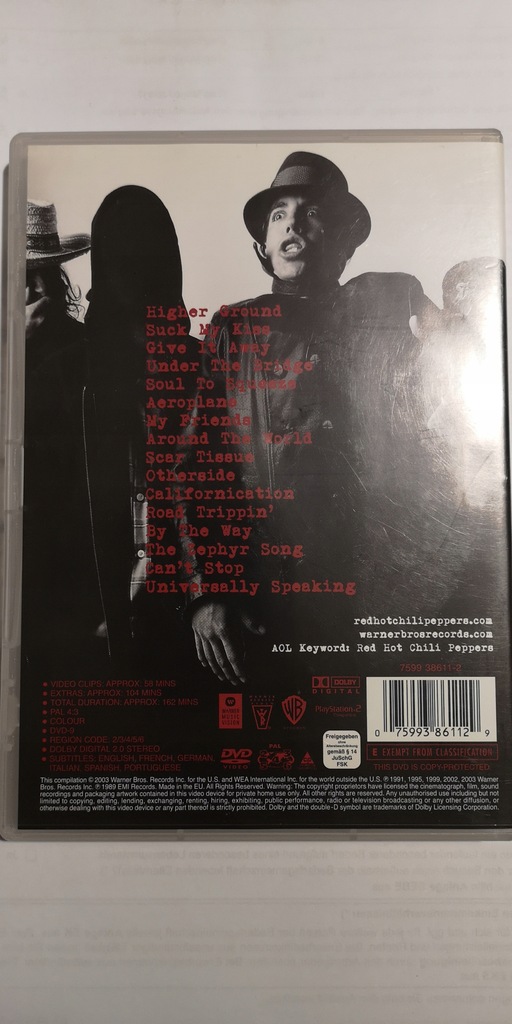 Higher Ground
Suck My Kiss
Give It Away
Under The Bridge
Soul To Squeeze
Aeroplane
My Friends
Around The World
Scar Tissue
Otherside
Californication
Road Trippin'
By The Way
The Zephyr Song
Can't Stop
Universally Speaking
redhotchilipeppers.com
warnerbrosrecords.com
AOL Keyword: Red Hot Chili Peppers
7599 38611-2
• VIDEO CLIPS: APPROX: 58 MINS
• EXTRAS: APPROX: 104 MINS
• TOTAL DURATION: APPROX: 162 MINS
• PAL 4:3
• COLOUR
• DVD-9
• REGION CODE: 2/3/4/5/6
• DOLBY DIGITAL 2.0 STEREO
• SUBTITLES: ENGLISH, FRENCH, GERMAN,
ITALIAN, SPANISH, PORTUGUESE
WARNER MUSIC VISION
DOLBY DIGITAL
PlayStation.2
DVD VIDEO
PAL
Freigegeben
ohne
Altersbeschränkung
gemäß § 14
JuSchG
FSK
0 75993 86112 9
E EXEMPT FROM CLASSIFICATION
THIS DVD IS COPY-PROTECTED
This compilation © 2003 Warner Bros. Records Inc. for the U.S. and WEA International Inc. for the world outside the U.S. ℗ 1991, 1995, 1999, 2002, 2003 Warner
Bros. Records Inc. ℗ 1989 EMI Records. Made in the EU. All Rights Reserved. Warning: The copyright proprietors have licensed the cinematograph, film, sound
recordings and packaging artwork contained in this video device for private home use only. All other rights are reserved. Any unauthorised use including but not
limited to copying, editing, lending, exchanging, renting, hiring, exhibiting, public performance, radio or television broadcasting or any other diffusion, or
otherwise dealing with this video device or any part thereof is strictly prohibited. Dolby and the double-D symbol are trademarks of Dolby Licensing Corporation.